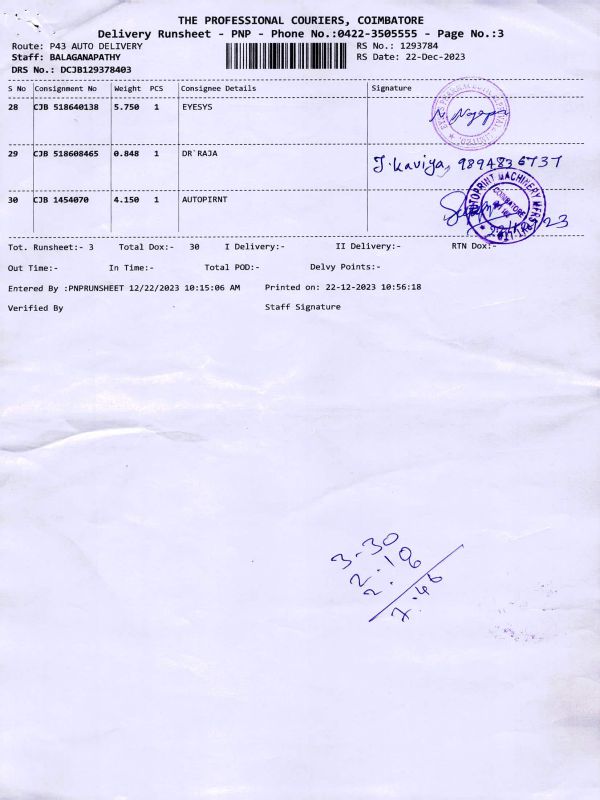 THE PROFESSIONAL COURIERS, COIMBATORE
Delivery Runsheet - PNP - Phone No.:0422-3505555 - Page No.:3
Route: P43 AUTO DELIVERY RS No.: 1293784
Staff: BALAGANAPATHY RS Date: 22-Dec-2023
DRS No.: DCJB129378403
S No Consignment No Weight PCS Consignee Details Signature
28 CJB 518640138 5.750 1 EYESYS
29 CJB 518608465 0.848 1 DR`RAJA J.kaviya, 9894836737
30 CJB 1454070 4.150 1 AUTOPIRNT
AUTOPRINT MACHINERY MFRS COIMBATORE
Tot. Runsheet:- 3 Total Dox:- 30 I Delivery:- II Delivery:- RTN Dox:-
Out Time:- In Time:- Total POD:- Delvy Points:-
Entered By :PNPRUNSHEET 12/22/2023 10:15:06 AM Printed on: 22-12-2023 10:56:18
Verified By Staff Signature
3-30
7.46